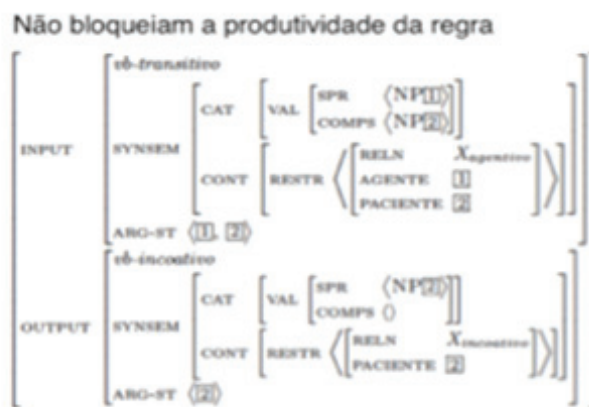 Não bloqueiam a produtividade da regra
vb-transitivo
SPR ⟨NP[1]⟩
CAT VAL
COMPS ⟨NP[2]⟩
INPUT SYNSEM
RELN X agentivo
CONT RESTR AGENTE [1]
PACIENTE [2]
ARG-ST ⟨[1], [2]⟩
vb-incoativo
SPR ⟨NP[2]⟩
CAT VAL
COMPS ⟨⟩
OUTPUT SYNSEM
RELN X incoativo
CONT RESTR
PACIENTE [2]
ARG-ST ⟨[2]⟩